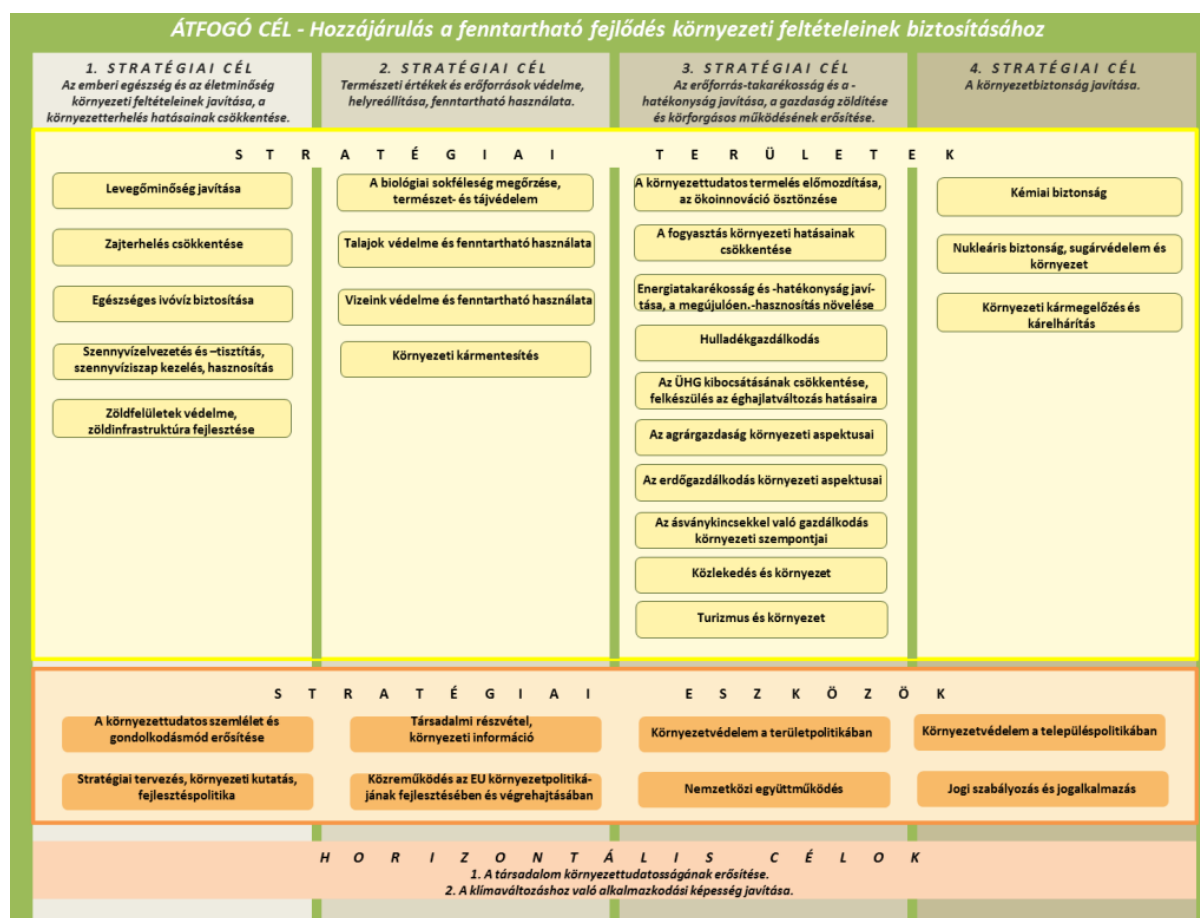 ÁTFOGÓ CÉL - Hozzájárulás a fenntartható fejlődés környezeti feltételeinek biztosításához
1. STRATÉGIAI CÉL
Az emberi egészség és az életminőség
környezeti feltételeinek javítása, a
környezetterhelés hatásainak csökkentése.
2. STRATÉGIAI CÉL
Természeti értékek és erőforrások védelme,
helyreállítása, fenntartható használata.
3. STRATÉGIAI CÉL
Az erőforrás-takarékosság és a -
hatékonyság javítása, a gazdaság zöldítése
és körforgásos működésének erősítése.
4. STRATÉGIAI CÉL
A környezetbiztonság javítása.
STRATÉGIAI TERÜLETEK
Levegőminőség javítása
Zajterhelés csökkentése
Egészséges ivóvíz biztosítása
Szennyvízelvezetés és –tisztítás,
szennyvíziszap kezelés, hasznosítás
Zöldfelületek védelme,
zöldinfrastruktúra fejlesztése
A biológiai sokféleség megőrzése,
természet- és tájvédelem
Talajok védelme és fenntartható használata
Vizeink védelme és fenntartható használata
Környezeti kármentesítés
A környezettudatos termelés előmozdítása,
az ökoinnováció ösztönzése
A fogyasztás környezeti hatásainak
csökkentése
Energiatakarékosság és -hatékonyság javí-
tása, a megújulóen.-hasznosítás növelése
Hulladékgazdálkodás
Az ÜHG kibocsátásának csökkentése,
felkészülés az éghajlatváltozás hatásaira
Az agrárgazdaság környezeti aspektusai
Az erdőgazdálkodás környezeti aspektusai
Az ásványkincsekkel való gazdálkodás
környezeti szempontjai
Közlekedés és környezet
Turizmus és környezet
Kémiai biztonság
Nukleáris biztonság, sugárvédelem és
környezet
Környezeti kármegelőzés és
kárelhárítás
STRATÉGIAI ESZKÖZÖK
A környezettudatos szemlélet és
gondolkodásmód erősítése
Társadalmi részvétel,
környezeti információ
Környezetvédelem a területpolitikában
Környezetvédelem a településpolitikában
Stratégiai tervezés, környezeti kutatás,
fejlesztéspolitika
Közreműködés az EU környezetpolitiká-
jának fejlesztésében és végrehajtásában
Nemzetközi együttműködés
Jogi szabályozás és jogalkalmazás
HORIZONTÁLIS CÉLOK
1. A társadalom környezettudatosságának erősítése.
2. A klímaváltozáshoz való alkalmazkodási képesség javítása.